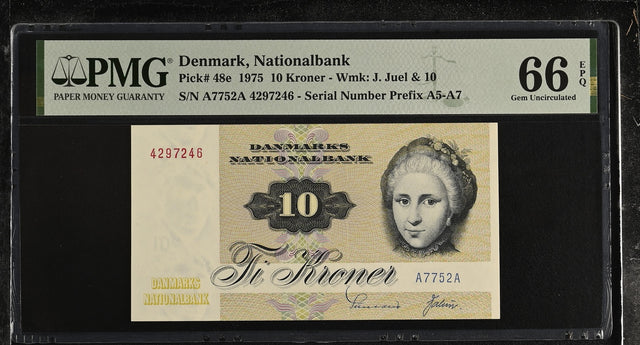 PMG®
PAPER MONEY GUARANTY
Denmark, Nationalbank
Pick# 48e 1975 10 Kroner - Wmk: J. Juel & 10
S/N A7752A 4297246 - Serial Number Prefix A5-A7
66 EPQ
Gem Uncirculated
4297246
DANMARKS
NATIONALBANK
10
Ti Kroner
A7752A
DANMARKS
NATIONALBANK